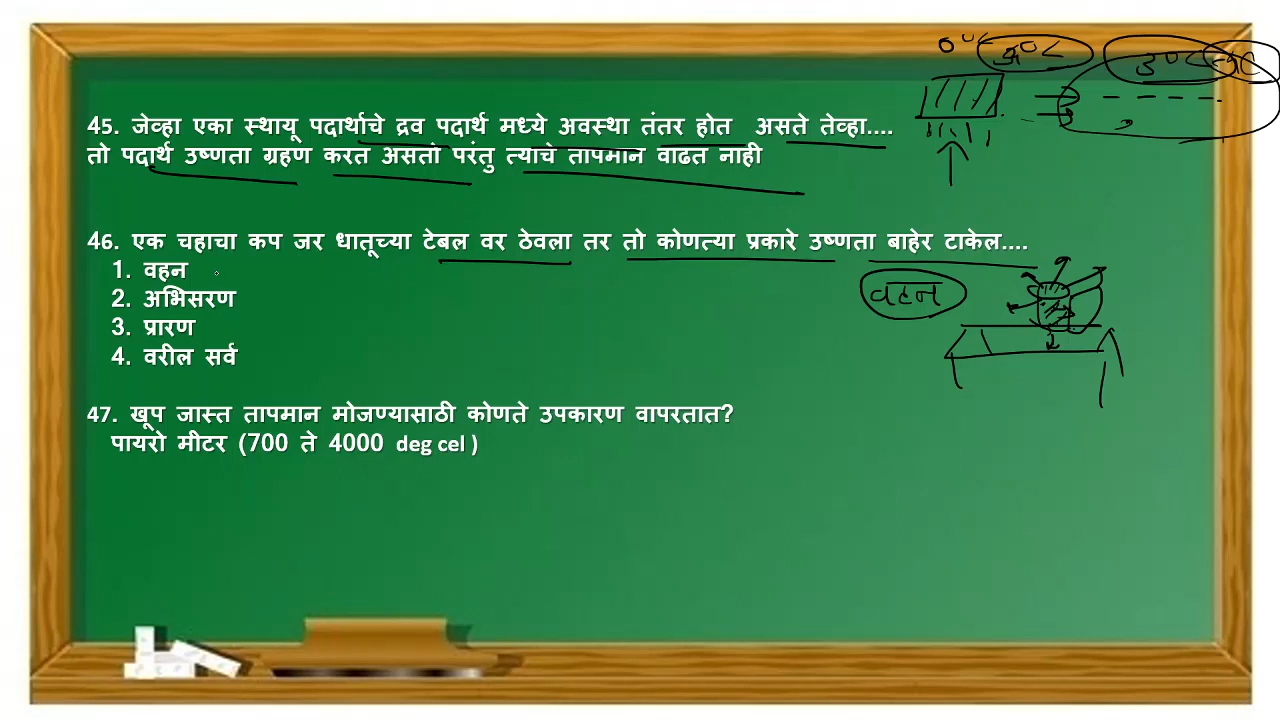 45. जेव्हा एका स्थायू पदार्थाचे द्रव पदार्थ मध्ये अवस्था तंतर होत असते तेव्हा....
तो पदार्थ उष्णता ग्रहण करत असतो परंतु त्याचे तापमान वाढत नाही
46. एक चहाचा कप जर धातूच्या टेबल वर ठेवला तर तो कोणत्या प्रकारे उष्णता बाहेर टाकेल....
1. वहन
2. अभिसरण
3. प्रारण
4. वरील सर्व
वहन
47. खूप जास्त तापमान मोजण्यासाठी कोणते उपकारण वापरतात?
पायरो मीटर (700 ते 4000 deg cel )